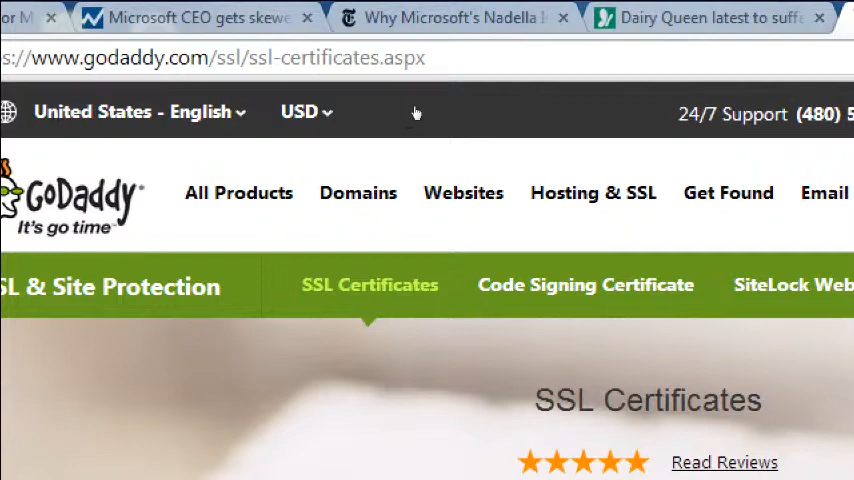 or M
Microsoft CEO gets skewe
Why Microsoft's Nadella
Dairy Queen latest to suffe
s://www.godaddy.com/ssl/ssl-certificates.aspx
United States - English
USD
24/7 Support (480) 5
GoDaddy
It's go time™
All Products
Domains
Websites
Hosting & SSL
Get Found
Email
SL & Site Protection
SSL Certificates
Code Signing Certificate
SiteLock Web
SSL Certificates
Read Reviews